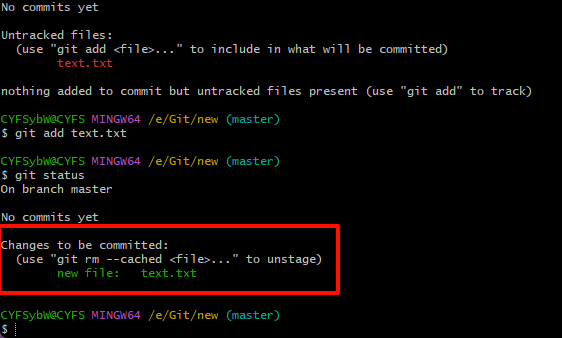 No commits yet
Untracked files:
(use "git add <file>..." to include in what will be committed)
text.txt
nothing added to commit but untracked files present (use "git add" to track)
CYFSybW@CYFS MINGW64 /e/Git/new (master)
$ git add text.txt
CYFSybW@CYFS MINGW64 /e/Git/new (master)
$ git status
On branch master
No commits yet
Changes to be committed:
(use "git rm --cached <file>..." to unstage)
new file:   text.txt
CYFSybW@CYFS MINGW64 /e/Git/new (master)
$